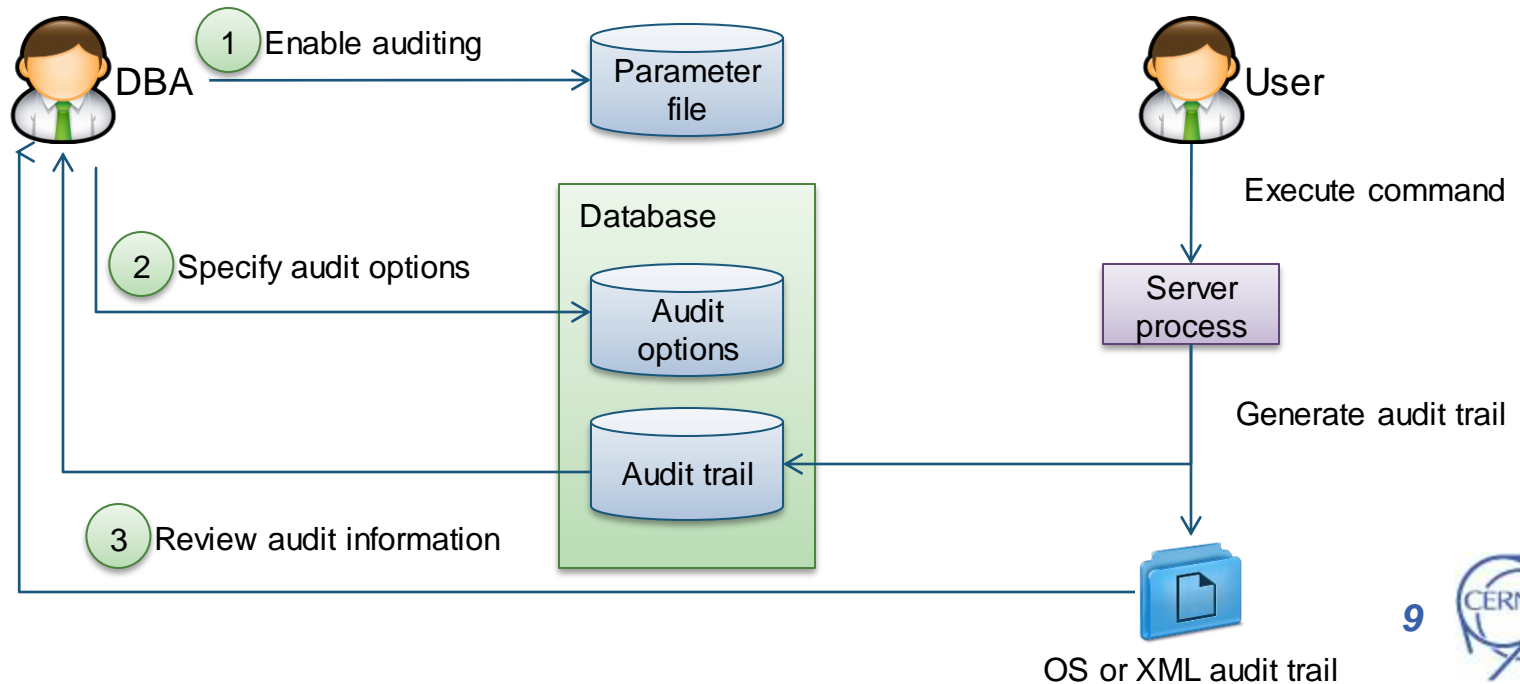 1 Enable auditing
DBA
Parameter
file
User
Execute command
Database
2 Specify audit options
Audit
options
Server
process
Generate audit trail
Audit trail
3 Review audit information
9
CERN
OS or XML audit trail